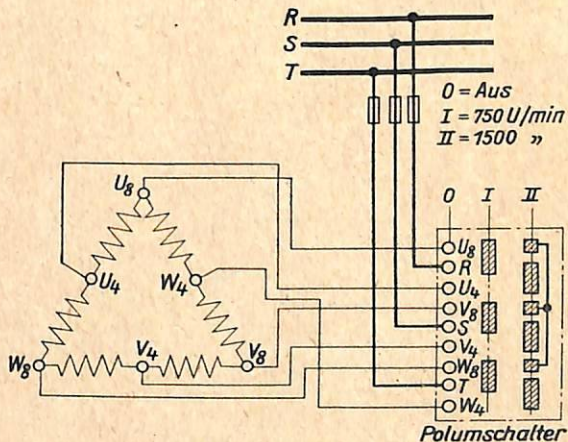 R
S
T
0 = Aus
I = 750 U/min
II = 1500 "
0 I II
U8
U4
W4
W8
V4
V8
U8
R
U4
V8
S
V4
W8
T
W4
Polumschalter